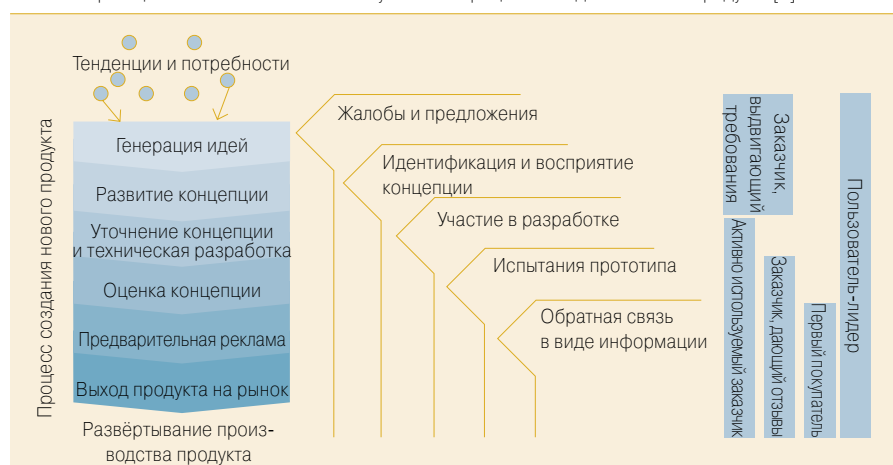 Тенденции и потребности
Процесс создания нового продукта
Генерация идей
Развитие концепции
Уточнение концепции
и техническая разработка
Оценка концепции
Предварительная реклама
Выход продукта на рынок
Развёртывание произ-
водства продукта
Жалобы и предложения
Идентификация и восприятие
концепции
Участие в разработке
Испытания прототипа
Обратная связь
в виде информации
Заказчик,
выдвигающий
требования
Активно используемый заказчик
Заказчик, дающий отзывы
Первый покупатель
Пользователь-лидер